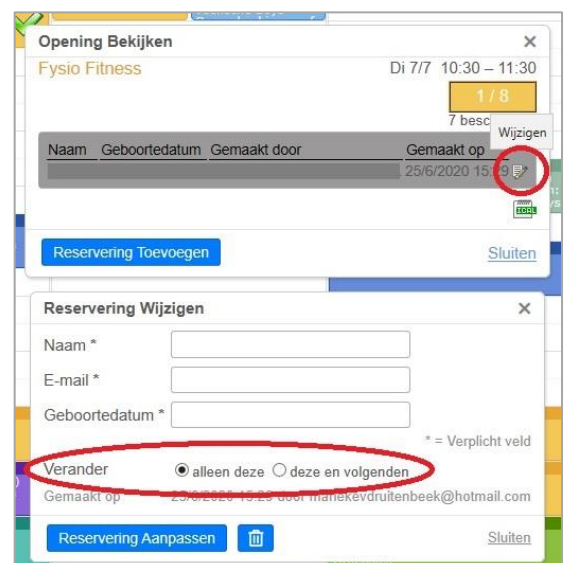 Opening Bekijken ×
Fysio Fitness Di 7/7 10:30 – 11:30
1 / 8
7 besc
Wijzigen
Naam Geboortedatum Gemaakt door Gemaakt op
25/6/2020 15:29
ICAL
Reservering Toevoegen Sluiten
Reservering Wijzigen ×
Naam *
E-mail *
Geboortedatum *
* = Verplicht veld
Verander alleen deze deze en volgenden
Gemaakt op 25/6/2020 15:29 door mariekevdruitenbeek@hotmail.com
Reservering Aanpassen Sluiten